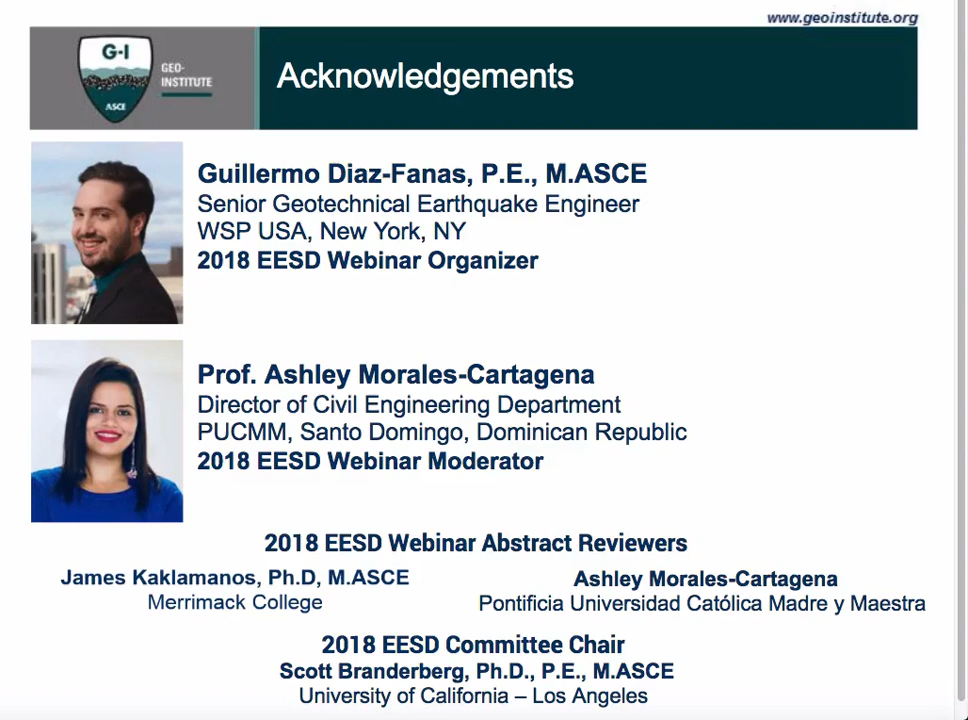 www.geoinstitute.org
G-I
GEO-
INSTITUTE
ASCE
Acknowledgements
Guillermo Diaz-Fanas, P.E., M.ASCE
Senior Geotechnical Earthquake Engineer
WSP USA, New York, NY
2018 EESD Webinar Organizer
Prof. Ashley Morales-Cartagena
Director of Civil Engineering Department
PUCMM, Santo Domingo, Dominican Republic
2018 EESD Webinar Moderator
2018 EESD Webinar Abstract Reviewers
James Kaklamanos, Ph.D, M.ASCE
Merrimack College
Ashley Morales-Cartagena
Pontificia Universidad Católica Madre y Maestra
2018 EESD Committee Chair
Scott Branderberg, Ph.D., P.E., M.ASCE
University of California – Los Angeles